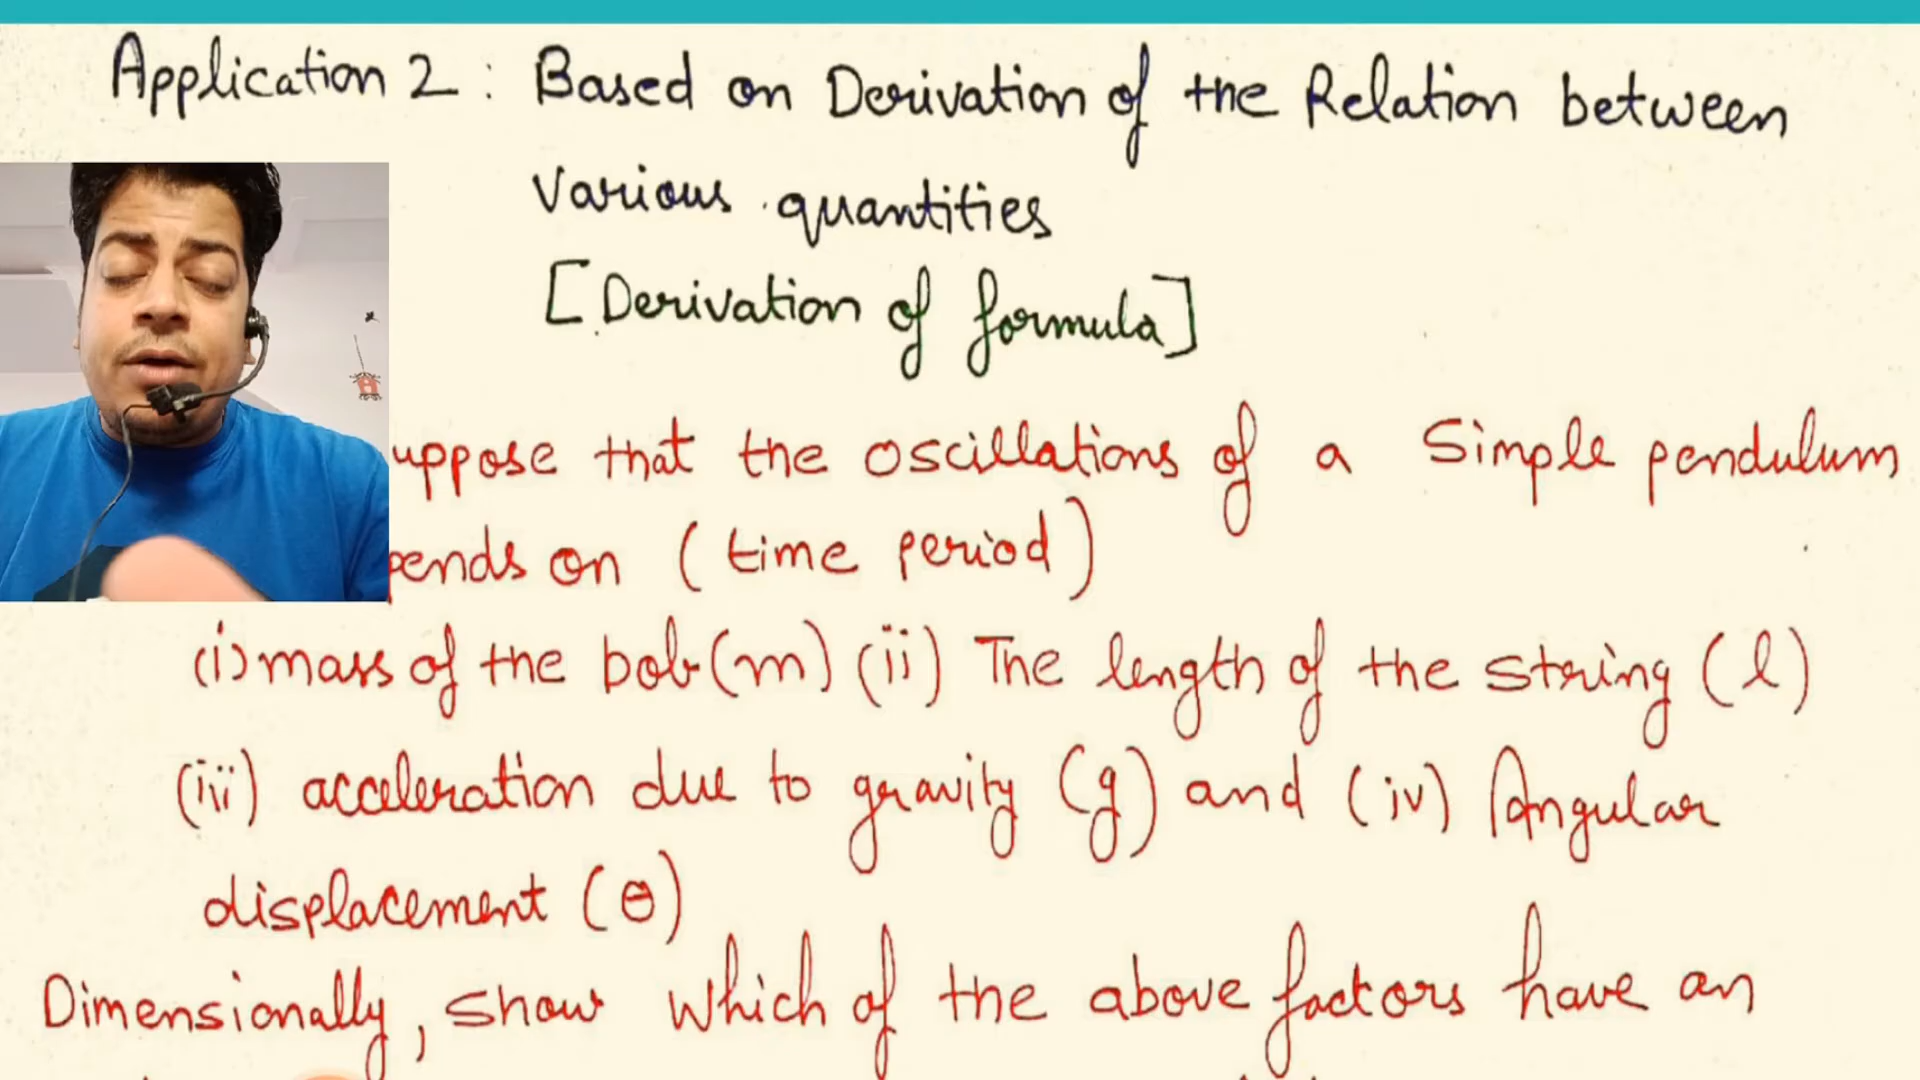 Application 2 : Based on Derivation of the Relation between
Various quantities
[Derivation of formula]
uppose that the oscillations of a Simple pendulum
pends on (time period)
(i) mass of the bob (m) (ii) The length of the string (l)
(iii) acceleration due to gravity (g) and (iv) Angular
displacement (θ)
Dimensionally, show which of the above factors have an